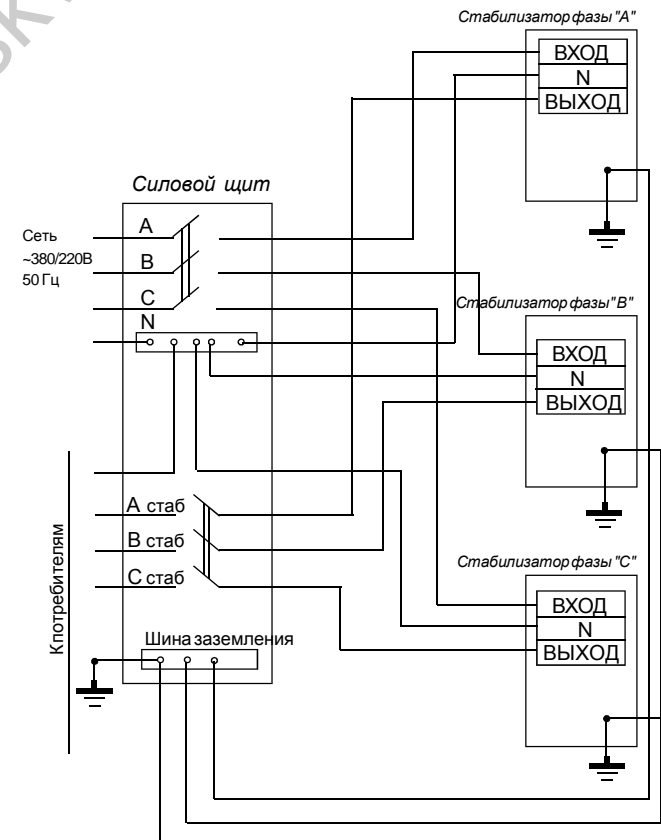 Стабилизатор фазы "А"
ВХОД
N
ВЫХОД
Силовой щит
Сеть
~380/220В
50 Гц
A
B
C
N
Стабилизатор фазы "В"
ВХОД
N
ВЫХОД
А стаб
В стаб
С стаб
К потребителям
Стабилизатор фазы "С"
ВХОД
N
ВЫХОД
Шина заземления